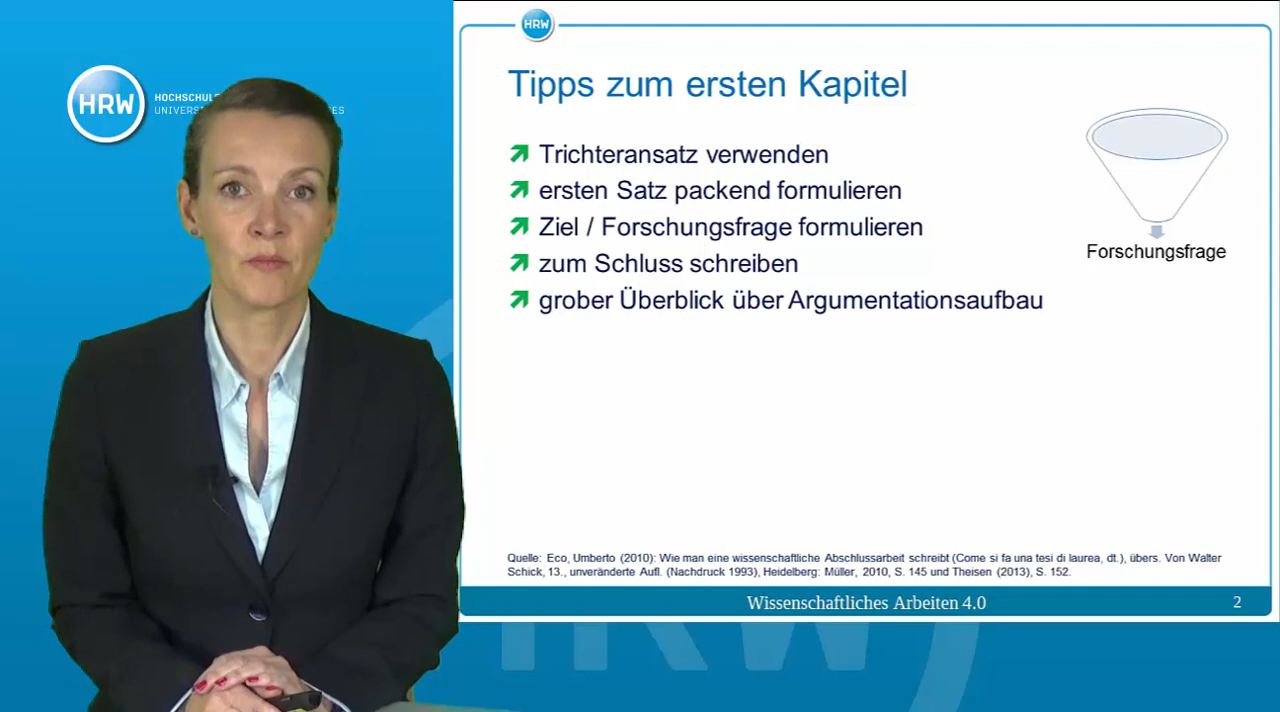 HRW
HRW
HOCHSCHUL
UNIVERS
ES
Tipps zum ersten Kapitel
Trichteransatz verwenden
ersten Satz packend formulieren
Ziel / Forschungsfrage formulieren
zum Schluss schreiben
grober Überblick über Argumentationsaufbau
Forschungsfrage
Quelle: Eco, Umberto (2010): Wie man eine wissenschaftliche Abschlussarbeit schreibt (Come si fa una tesi di laurea, dt.), übers. Von Walter
Schick, 13., unveränderte Aufl. (Nachdruck 1993), Heidelberg: Müller, 2010, S. 145 und Theisen (2013), S. 152.
Wissenschaftliches Arbeiten 4.0
2
HRW